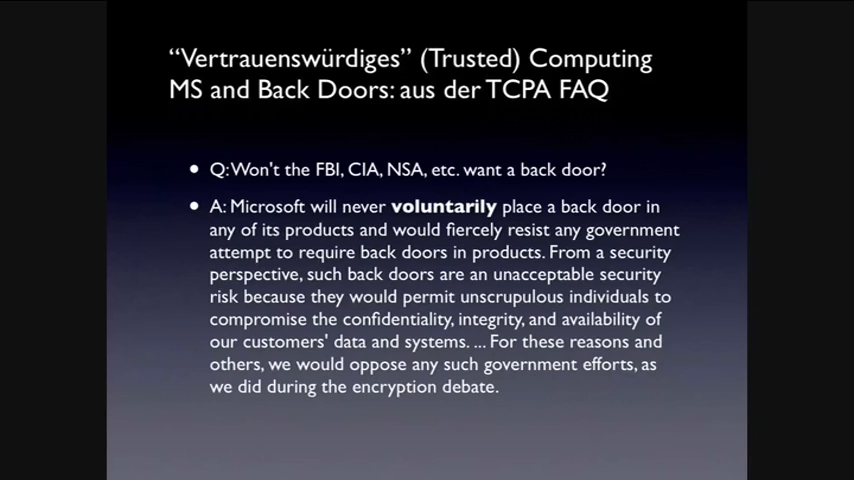 “Vertrauenswürdiges” (Trusted) Computing
MS and Back Doors: aus der TCPA FAQ
• Q: Won't the FBI, CIA, NSA, etc. want a back door?
• A: Microsoft will never voluntarily place a back door in
any of its products and would fiercely resist any government
attempt to require back doors in products. From a security
perspective, such back doors are an unacceptable security
risk because they would permit unscrupulous individuals to
compromise the confidentiality, integrity, and availability of
our customers' data and systems. ... For these reasons and
others, we would oppose any such government efforts, as
we did during the encryption debate.